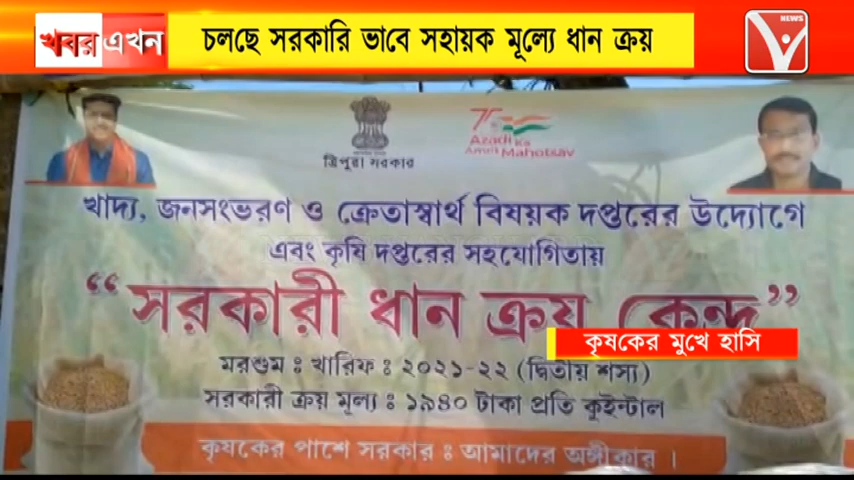 খবর এখন
চলছে সরকারি ভাবে সহায়ক মূল্যে ধান ক্রয়
NEWS
V
ত্রিপুরা সরকার
75
Azadi Ka
Amrit Mahotsav
খাদ্য, জনসংভরণ ও ক্রেতাস্বার্থ বিষয়ক দপ্তরের উদ্যোগে
এবং কৃষি দপ্তরের সহযোগিতায়
“সরকারী ধান ক্রয় কেন্দ্র”
কৃষকের মুখে হাসি
মরশুম : খারিফ : ২০২১-২২ (দ্বিতীয় শস্য)
সরকারী ক্রয় মূল্য : ১৯৪০ টাকা প্রতি কুইন্টাল
কৃষকের পাশে সরকার : আমাদের অঙ্গীকার ।